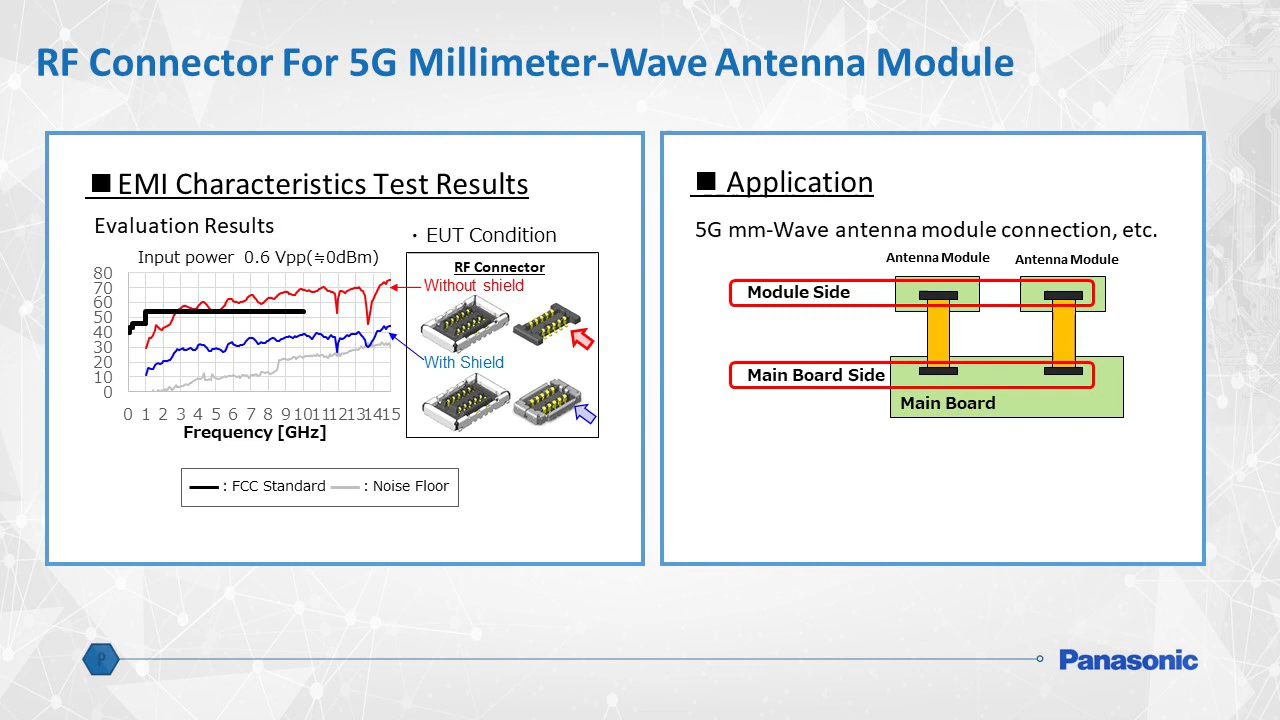 RF Connector For 5G Millimeter-Wave Antenna Module
■ EMI Characteristics Test Results
Evaluation Results
・ EUT Condition
Input power 0.6 Vpp(≒0dBm)
80
70
60
50
40
30
20
10
0
0 1 2 3 4 5 6 7 8 9 10 11 12 13 14 15
Frequency [GHz]
RF Connector
Without shield
With Shield
: FCC Standard : Noise Floor
■ Application
5G mm-Wave antenna module connection, etc.
Antenna Module Antenna Module
Module Side
Main Board Side
Main Board
P
Panasonic